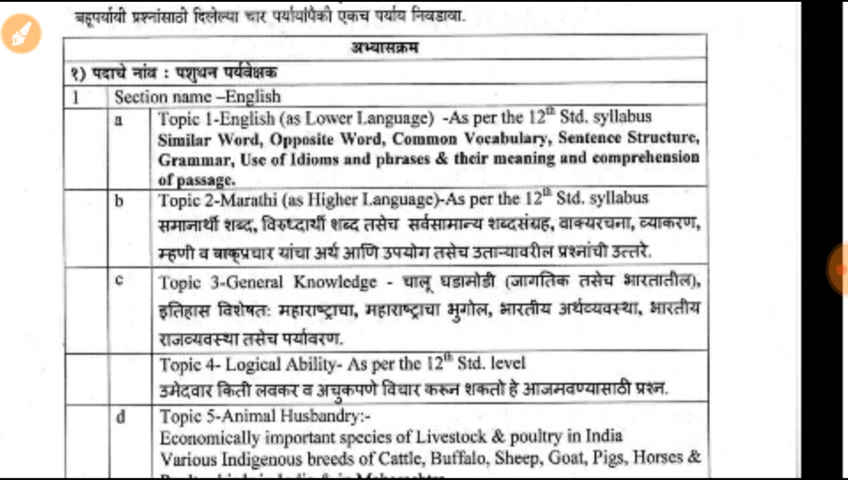 बहूपर्यायी प्रश्नांसाठी दिलेल्या चार पर्यायांपैकी एकच पर्याय निवडावा.
अभ्यासक्रम
१) पदाचे नांव : पशुधन पर्यवेक्षक
1 Section name –English
a Topic 1-English (as Lower Language) -As per the 12th Std. syllabus
Similar Word, Opposite Word, Common Vocabulary, Sentence Structure,
Grammar, Use of Idioms and phrases & their meaning and comprehension
of passage.
b Topic 2-Marathi (as Higher Language)-As per the 12th Std. syllabus
समानार्थी शब्द, विरुध्दार्थी शब्द तसेच सर्वसामान्य शब्दसंग्रह, वाक्यरचना, व्याकरण,
म्हणी व वाक्प्रचार यांचा अर्थ आणि उपयोग तसेच उताऱ्यावरील प्रश्नांची उत्तरे.
c Topic 3-General Knowledge - चालू घडामोडी (जागतिक तसेच भारतातील),
इतिहास विशेषतः महाराष्ट्राचा, महाराष्ट्राचा भुगोल, भारतीय अर्थव्यवस्था, भारतीय
राजव्यवस्था तसेच पर्यावरण.
Topic 4- Logical Ability- As per the 12th Std. level
उमेदवार किती लवकर व अचुकपणे विचार करून शकतो हे आजमवण्यासाठी प्रश्न.
d Topic 5-Animal Husbandry:-
Economically important species of Livestock & poultry in India
Various Indigenous breeds of Cattle, Buffalo, Sheep, Goat, Pigs, Horses &